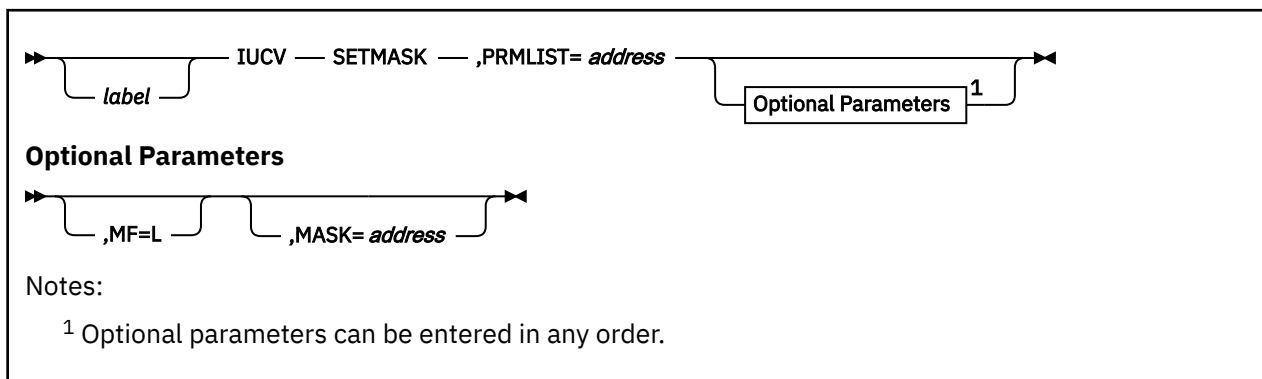 IUCV SETMASK ,PRMLIST= address
label
Optional Parameters 1
Optional Parameters
,MF=L ,MASK= address
Notes:
1 Optional parameters can be entered in any order.